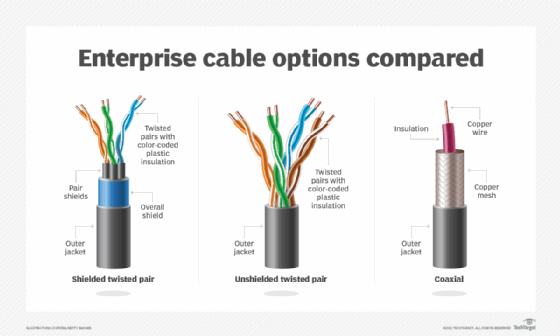 Enterprise cable options compared
Twisted
pairs with
color-coded
plastic
insulation
Pair
shields
Overall
shield
Outer
jacket
Shielded twisted pair
Twisted
pairs with
color-coded
plastic
insulation
Outer
jacket
Unshielded twisted pair
Copper
wire
Insulation
Copper
mesh
Outer
jacket
Coaxial
TechTarget